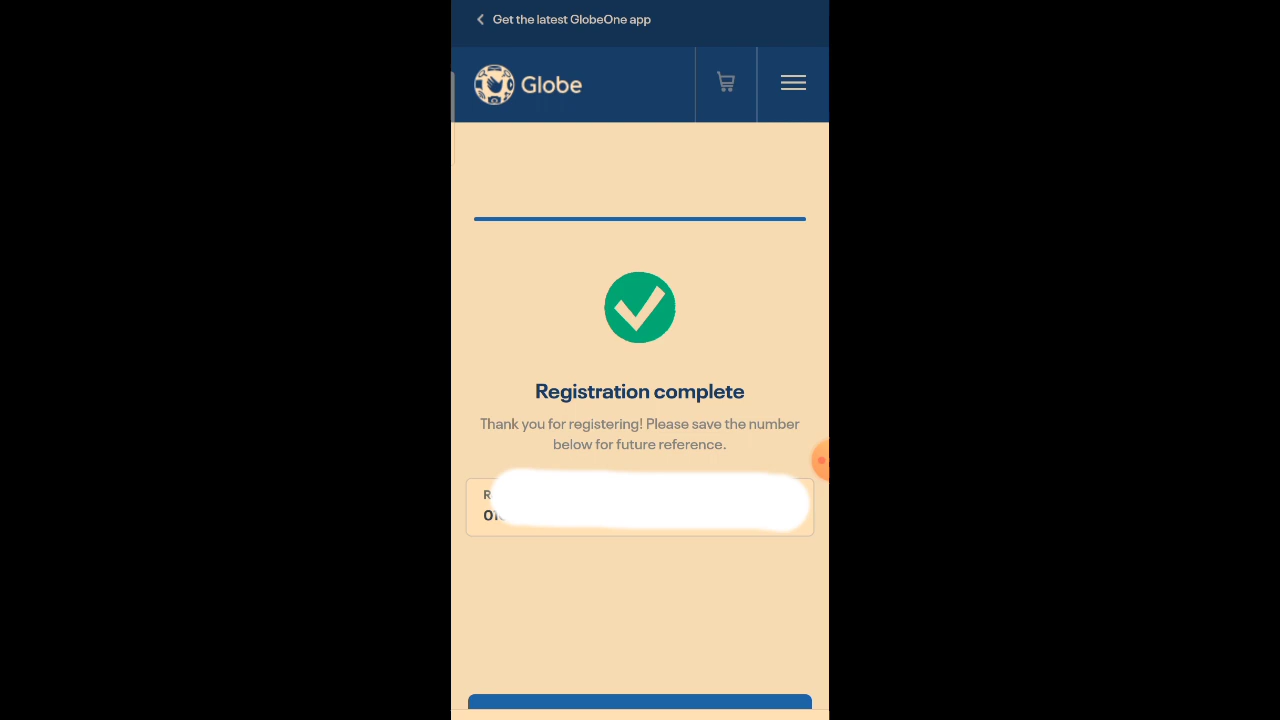 Get the latest GlobeOne app
Globe
Registration complete
Thank you for registering! Please save the number
below for future reference.